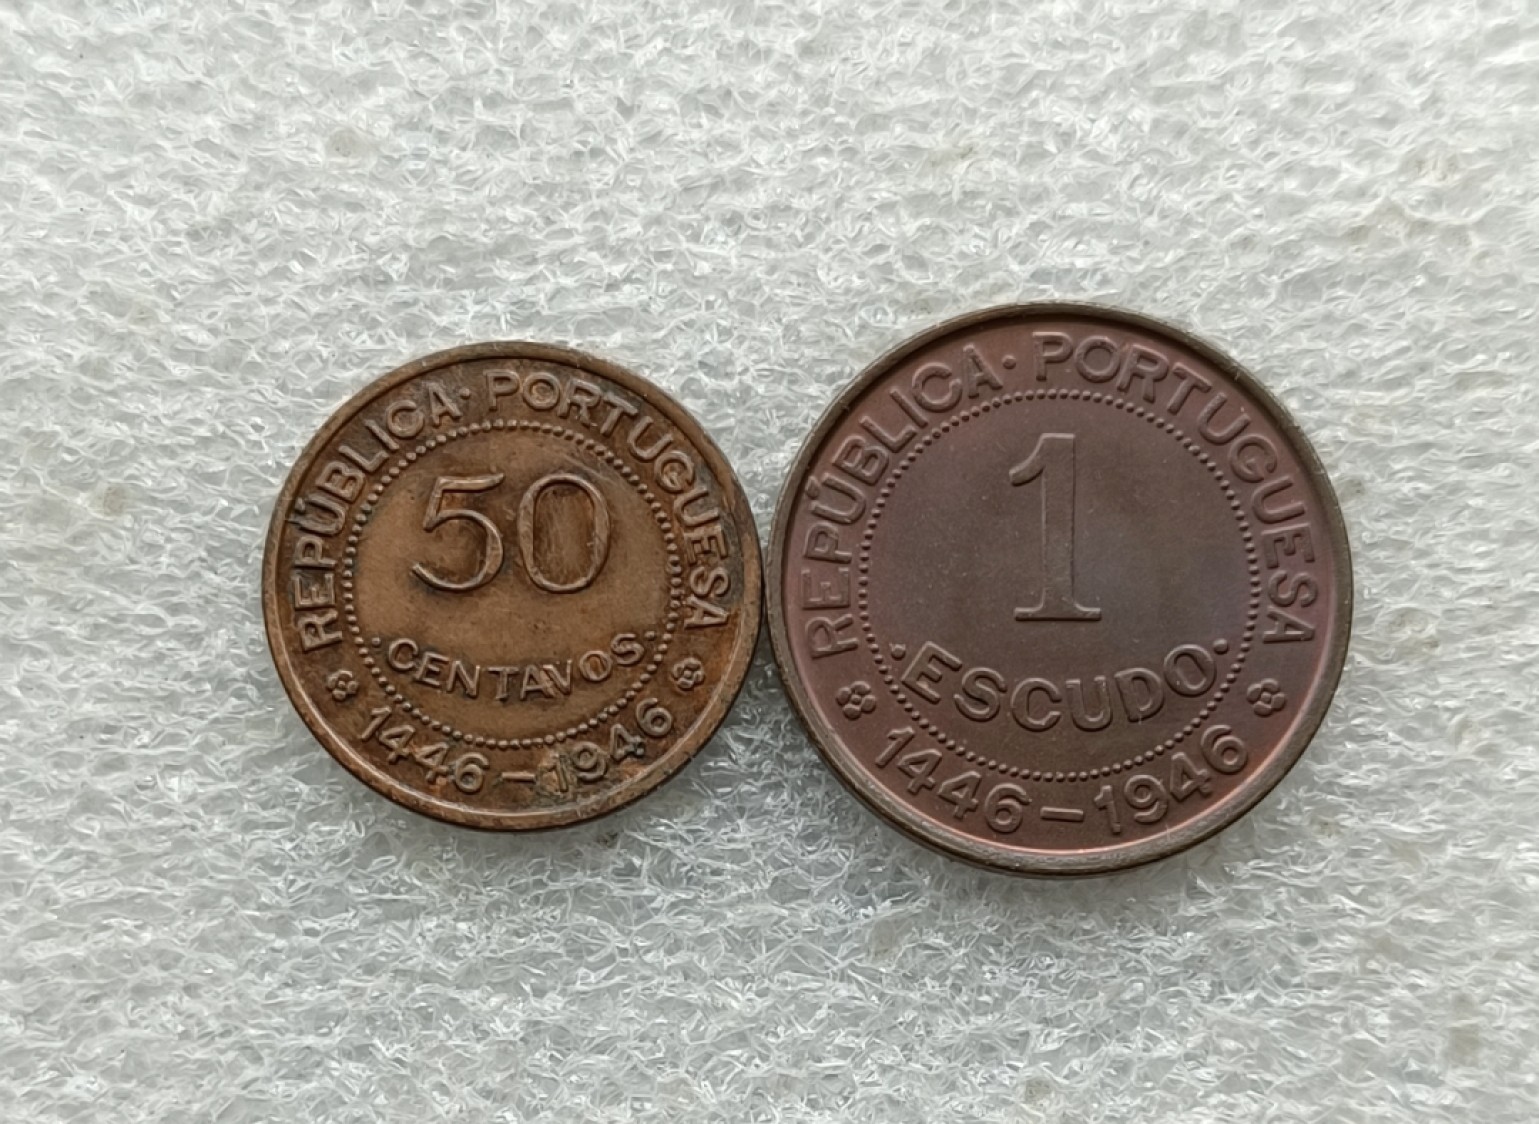 REPÚBLICA · PORTUGUESA
50
· CENTAVOS ·
1446 – 1946
REPÚBLICA · PORTUGUESA
1
· ESCUDO ·
1446 – 1946